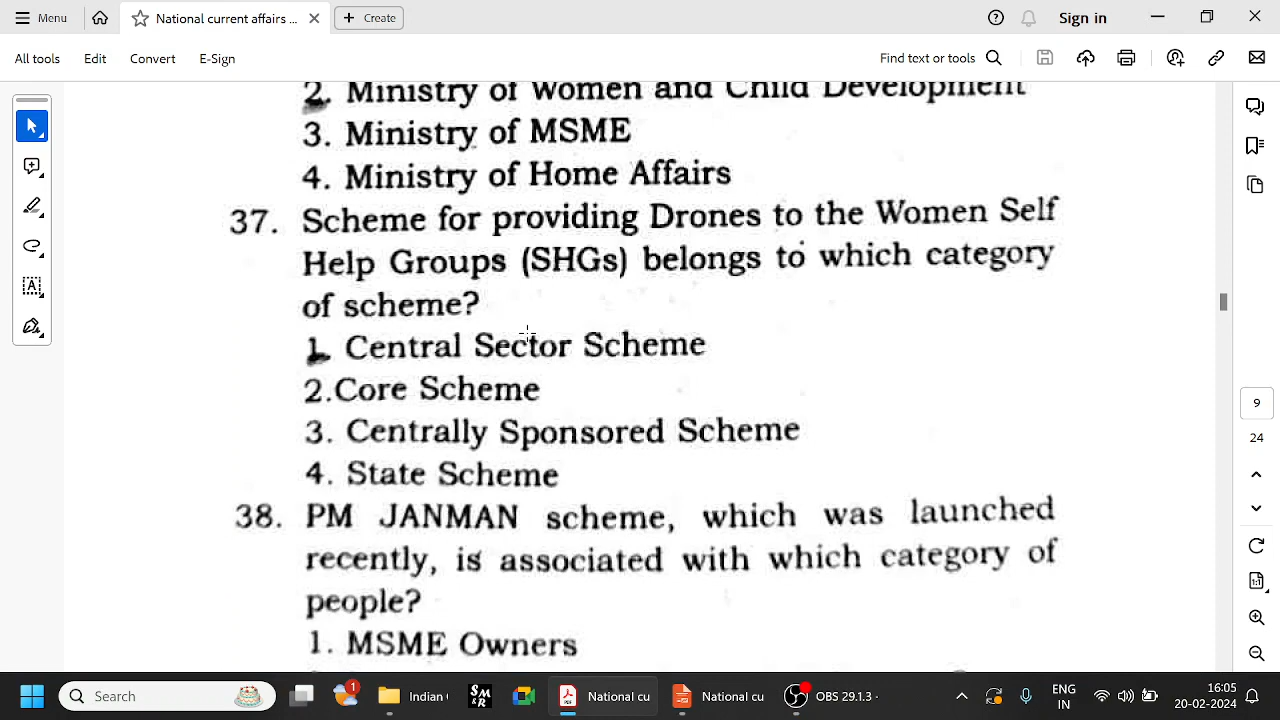 Menu
National current affairs ...
Create
Sign in
All tools
Edit
Convert
E-Sign
Find text or tools
2. Ministry of Women and Child Development
3. Ministry of MSME
4. Ministry of Home Affairs
37. Scheme for providing Drones to the Women Self
Help Groups (SHGs) belongs to which category
of scheme?
1. Central Sector Scheme
2.Core Scheme
3. Centrally Sponsored Scheme
4. State Scheme
38. PM JANMAN scheme, which was launched
recently, is associated with which category of
people?
1. MSME Owners
9
24
1:1
Search
1
SM
&R
Indian
National cu
National cu
OBS 29.1.3 -
ENG
IN
16:05
20-02-2024